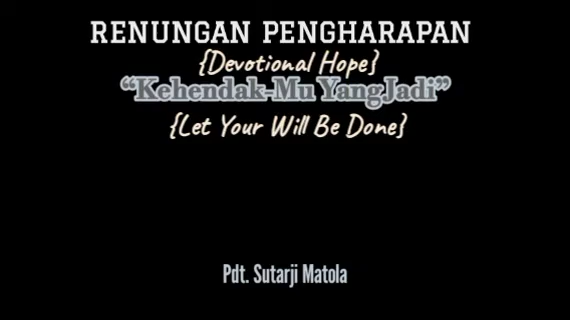 RENUNGAN PENGHARAPAN
{Devotional Hope}
“Kehendak-Mu YangJadi”
{Let Your Will Be Done}
Pdt. Sutarji Matola